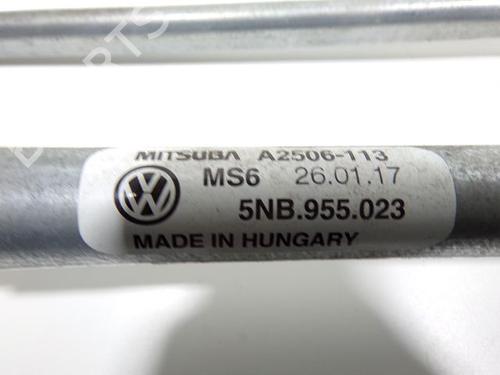 MITSUBA A2506-113
MS6 26.01.17
5NB.955.023
MADE IN HUNGARY